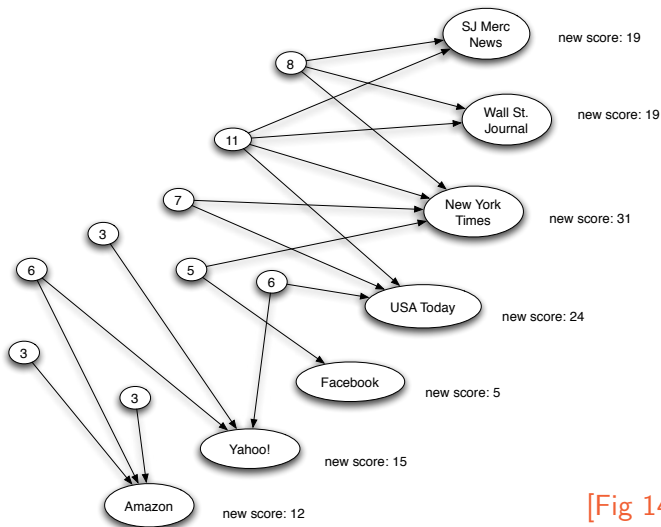 SJ Merc
News
new score: 19
8
Wall St.
Journal
new score: 19
11
7
New York
Times
new score: 31
3
6
5
6
USA Today
new score: 24
3
Facebook
new score: 5
3
Yahoo!
new score: 15
Amazon
new score: 12
[Fig 14